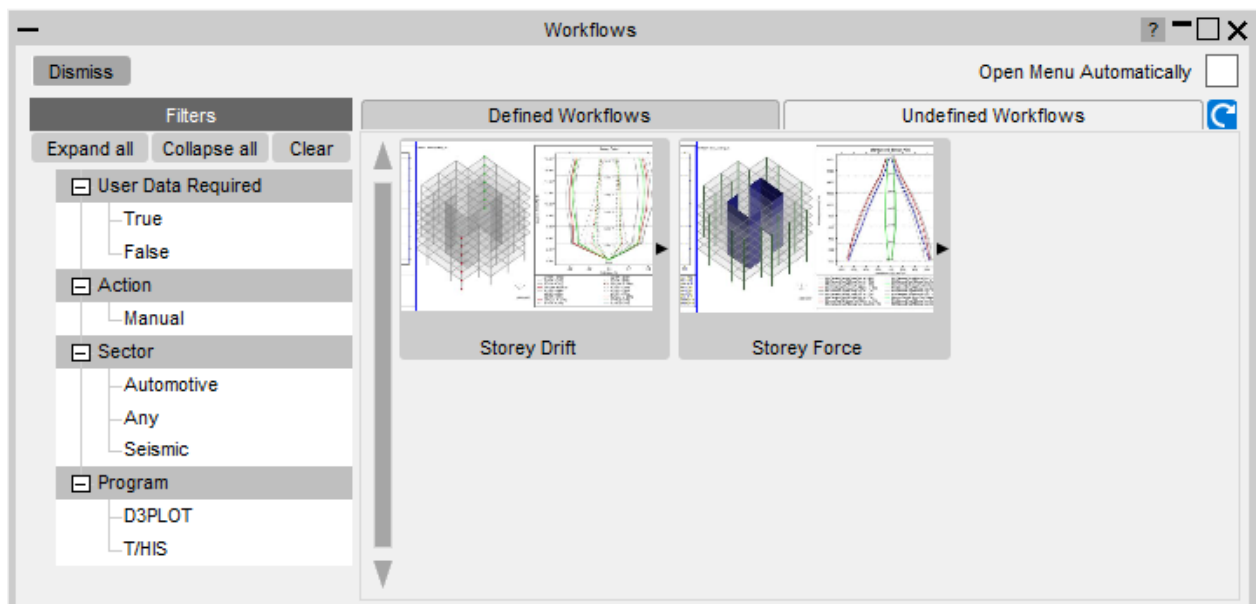 Workflows
?
Dismiss
Open Menu Automatically
Filters
Defined Workflows
Undefined Workflows
Expand all
Collapse all
Clear
User Data Required
True
False
Action
Manual
Sector
Automotive
Any
Seismic
Program
D3PLOT
T/HIS
Storey Drift
Storey Force